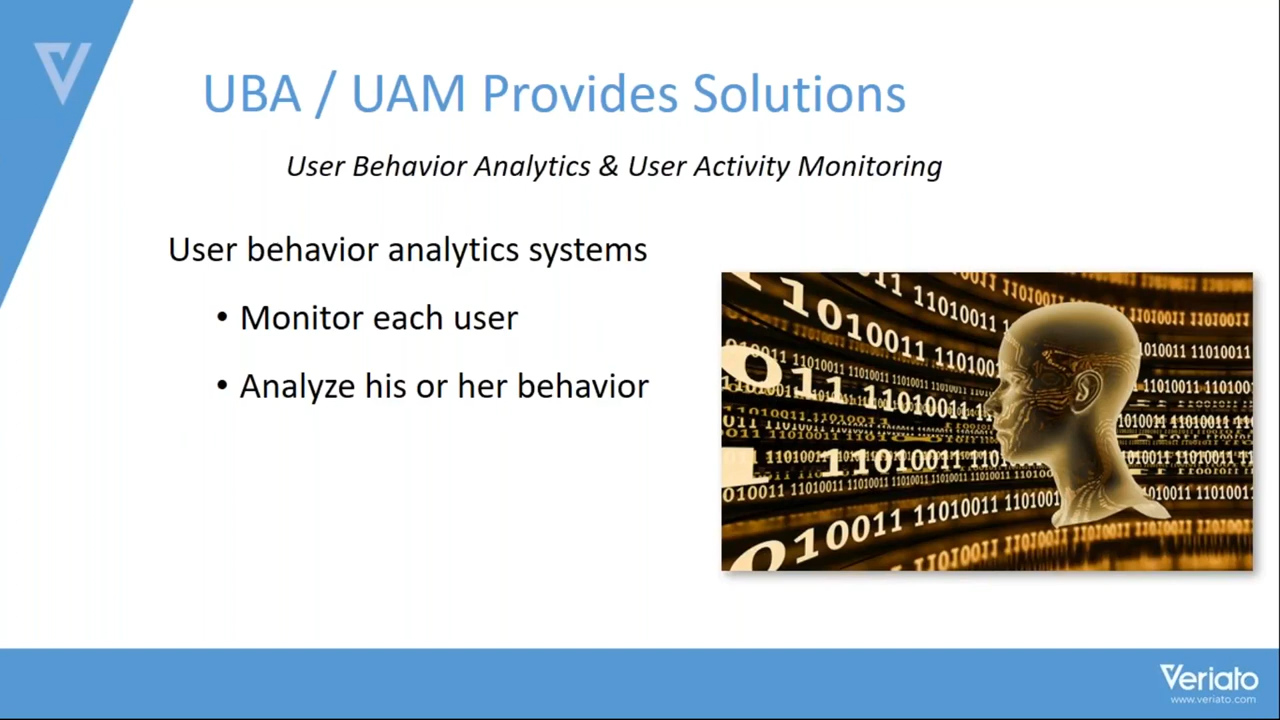 UBA / UAM Provides Solutions
User Behavior Analytics & User Activity Monitoring
User behavior analytics systems
• Monitor each user
• Analyze his or her behavior
Veriato
www.veriato.com